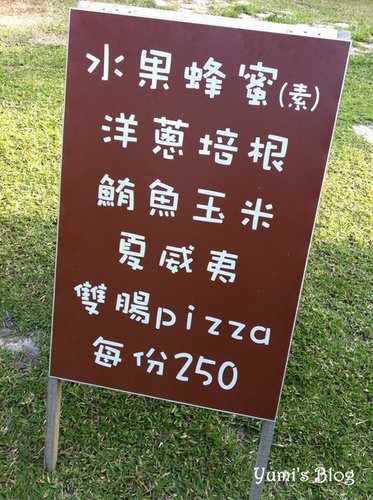 水果蜂蜜(素)
洋蔥培根
鮪魚玉米
夏威夷
雙腸pizza
每份250
Yumi's Blog